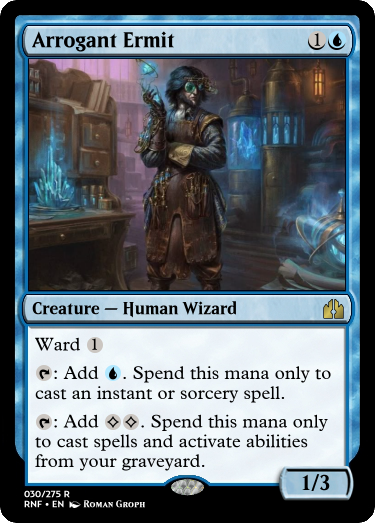 Arrogant Ermit 1
Creature — Human Wizard
Ward 1
: Add . Spend this mana only to
cast an instant or sorcery spell.
: Add . Spend this mana only
to cast spells and activate abilities
from your graveyard.
1/3
030/275 R
RNF • EN Roman Groph